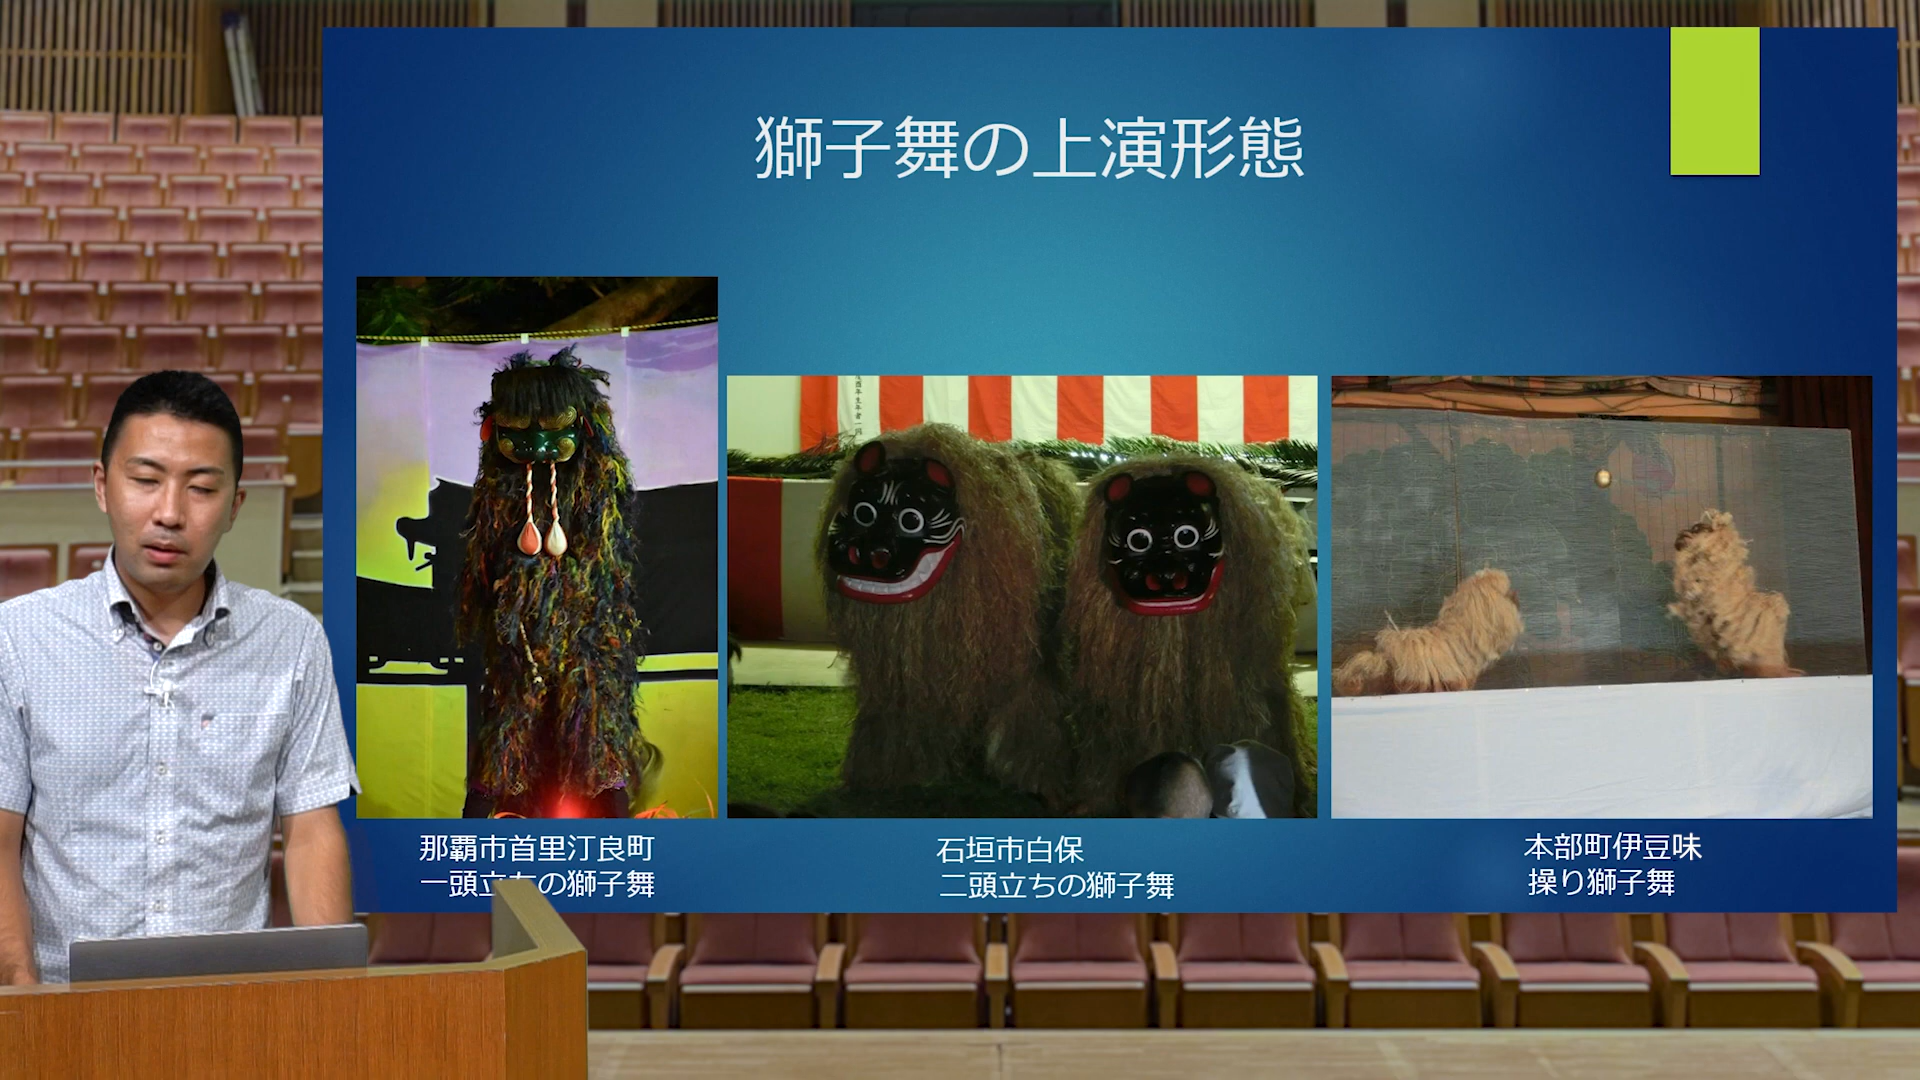 獅子舞の上演形態
那覇市首里汀良町
一頭立ちの獅子舞
石垣市白保
二頭立ちの獅子舞
本部町伊豆味
操り獅子舞